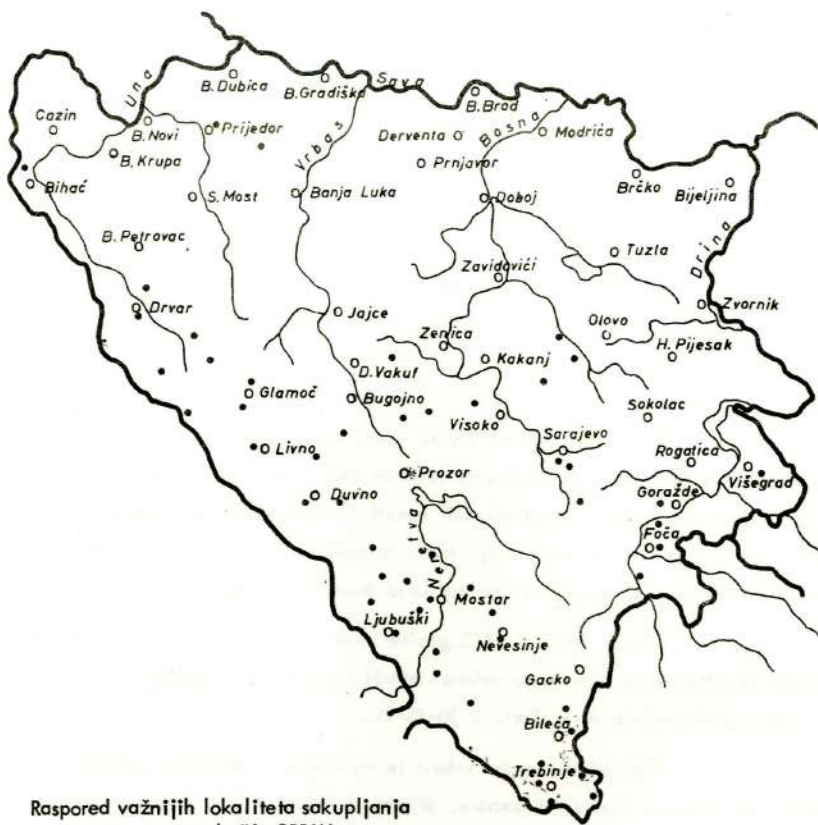 Sava
Una
B. Dubica
B. Gradiška
B. Brod
Cazin
B. Novi
Prijedor
Vrbas
Derventa
Bosna
Modriča
B. Krupa
Prnjavor
Bihać
S. Most
Banja Luka
Doboj
Brčko
Bijeljina
B. Petrovac
Tuzla
Drina
Zavidovići
Drvar
Jajce
Zvornik
Olovo
Zenica
H. Pijesak
D. Vakuf
Kakanj
Glamoč
Bugojno
Visoko
Sokolac
Livno
Sarajevo
Rogatica
Prozor
Višegrad
Duvno
Goražde
Neretva
Foča
Mostar
Ljubuški
Nevesinje
Gacko
Bileća
Trebinje
Raspored važnijih lokaliteta sakupljanja